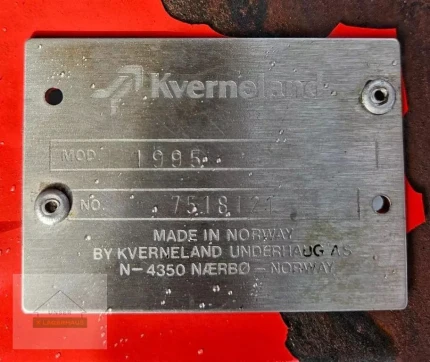 Kverneland
MOD. 1995
NO. 7518121
MADE IN NORWAY
BY KVERNELAND UNDERHAUG AS
N-4350 NÆRBØ - NORWAY